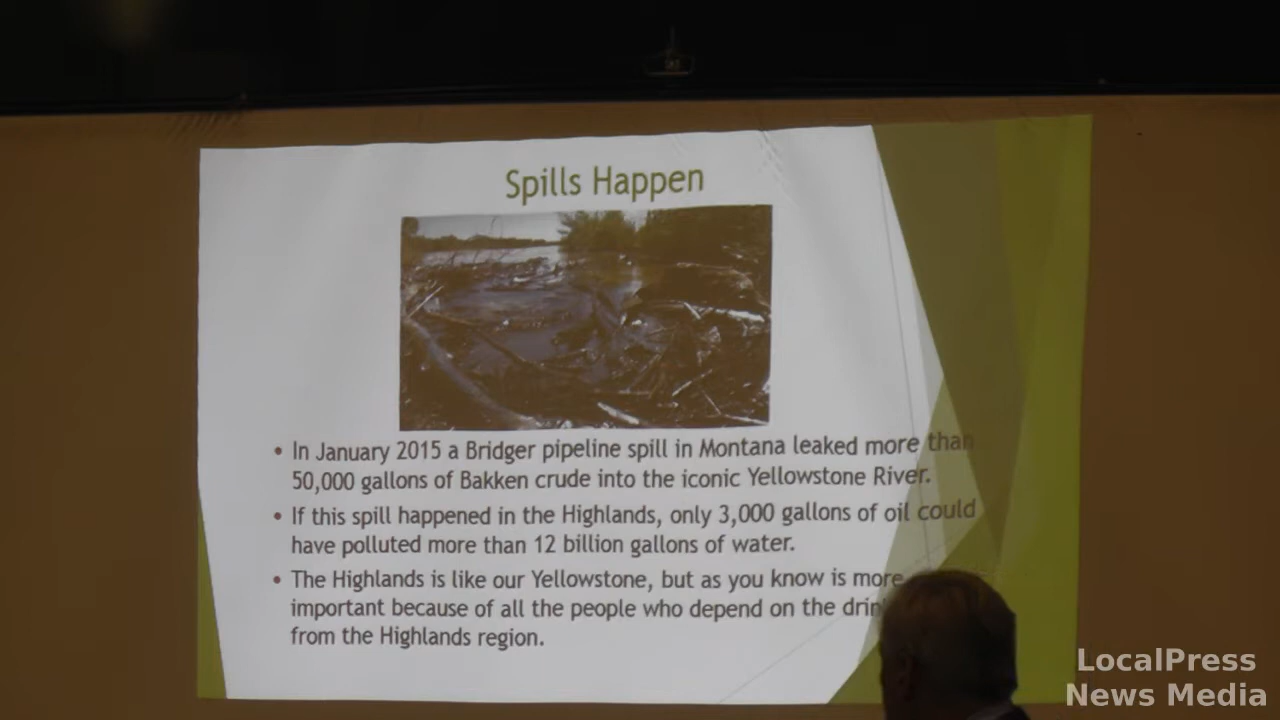 Spills Happen
• In January 2015 a Bridger pipeline spill in Montana leaked more than
50,000 gallons of Bakken crude into the iconic Yellowstone River.
• If this spill happened in the Highlands, only 3,000 gallons of oil could
have polluted more than 12 billion gallons of water.
• The Highlands is like our Yellowstone, but as you know is more
important because of all the people who depend on the
from the Highlands region.
LocalPress
News Media